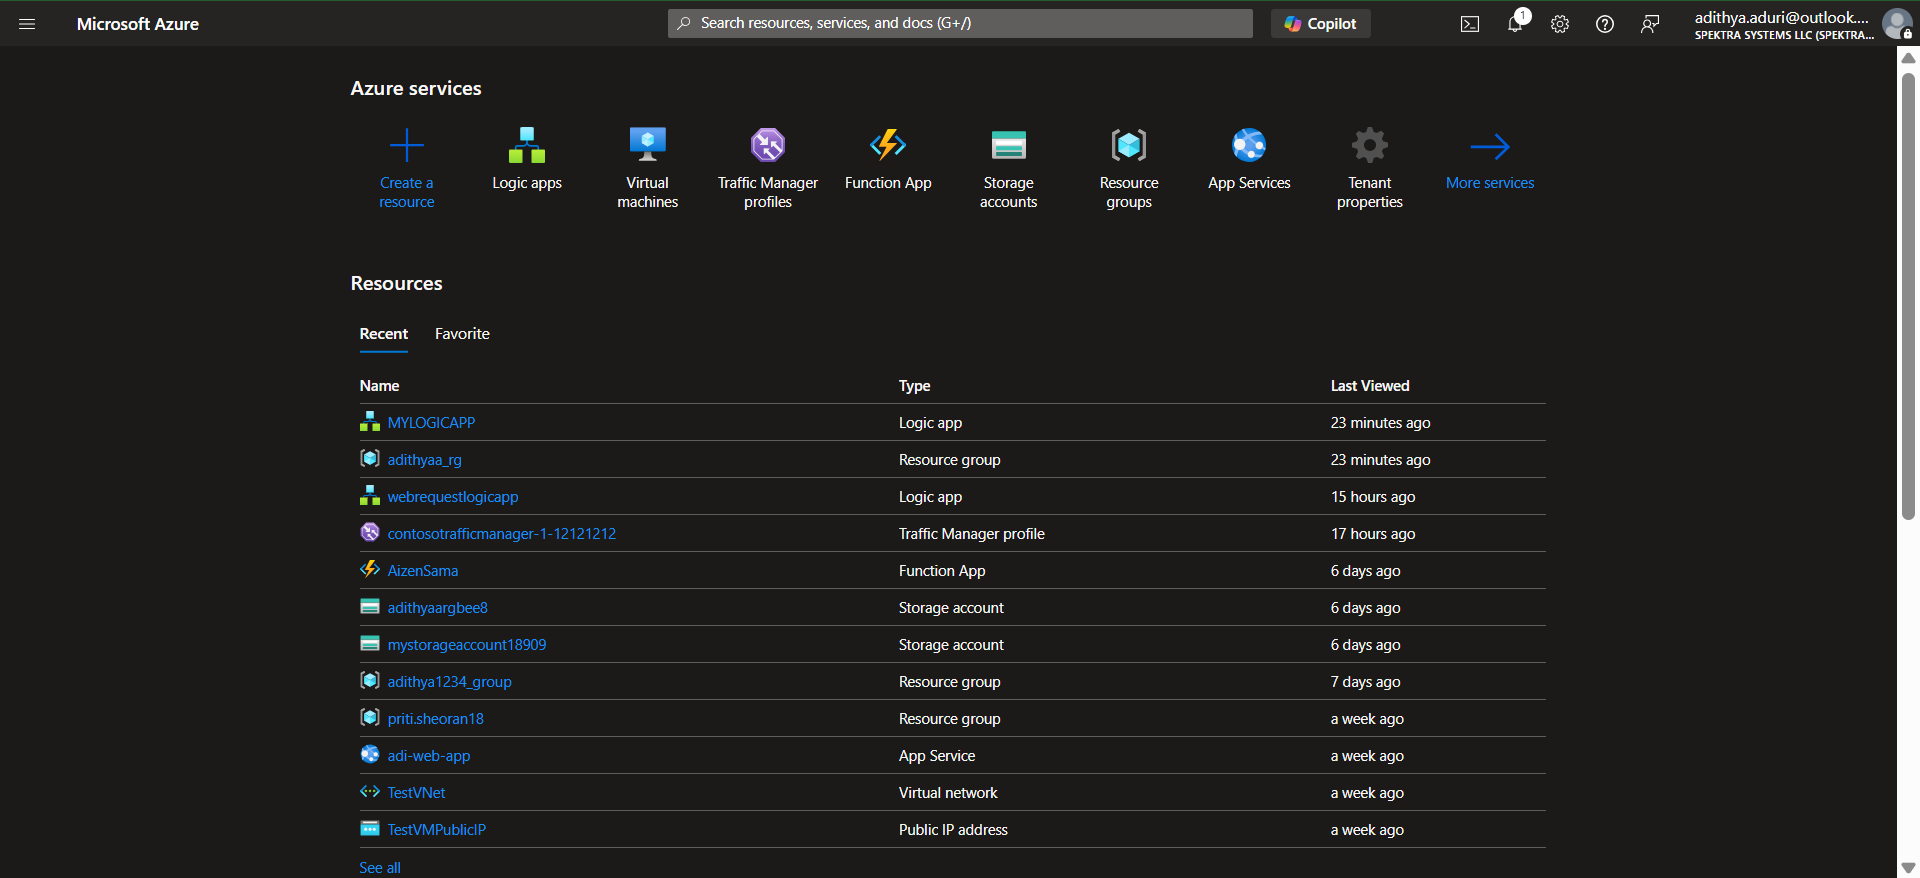 Microsoft Azure
Search resources, services, and docs (G+/)
Copilot
1
adithya.aduri@outlook....
SPEKTRA SYSTEMS LLC (SPEKTRA...
Azure services
Create a
resource
Logic apps
Virtual
machines
Traffic Manager
profiles
Function App
Storage
accounts
Resource
groups
App Services
Tenant
properties
More services
Resources
Recent Favorite
Name Type Last Viewed
MYLOGICAPP Logic app 23 minutes ago
adithyaa_rg Resource group 23 minutes ago
webrequestlogicapp Logic app 15 hours ago
contosotrafficmanager-1-12121212 Traffic Manager profile 17 hours ago
AizenSama Function App 6 days ago
adithyaargbee8 Storage account 6 days ago
mystorageaccount18909 Storage account 6 days ago
adithya1234_group Resource group 7 days ago
priti.sheoran18 Resource group a week ago
adi-web-app App Service a week ago
TestVNet Virtual network a week ago
TestVMPublicIP Public IP address a week ago
See all